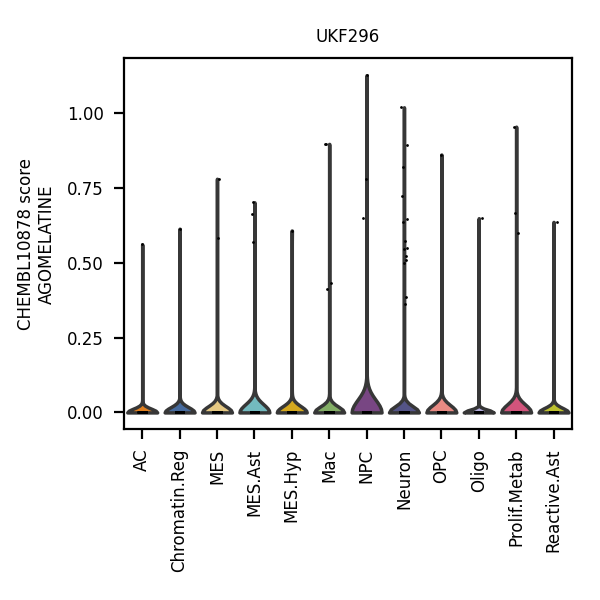 UKF296
CHEMBL10878 score
AGOMELATINE
1.00
0.75
0.50
0.25
0.00
AC
Chromatin.Reg
MES
MES.Ast
MES.Hyp
Mac
NPC
Neuron
OPC
Oligo
Prolif.Metab
Reactive.Ast